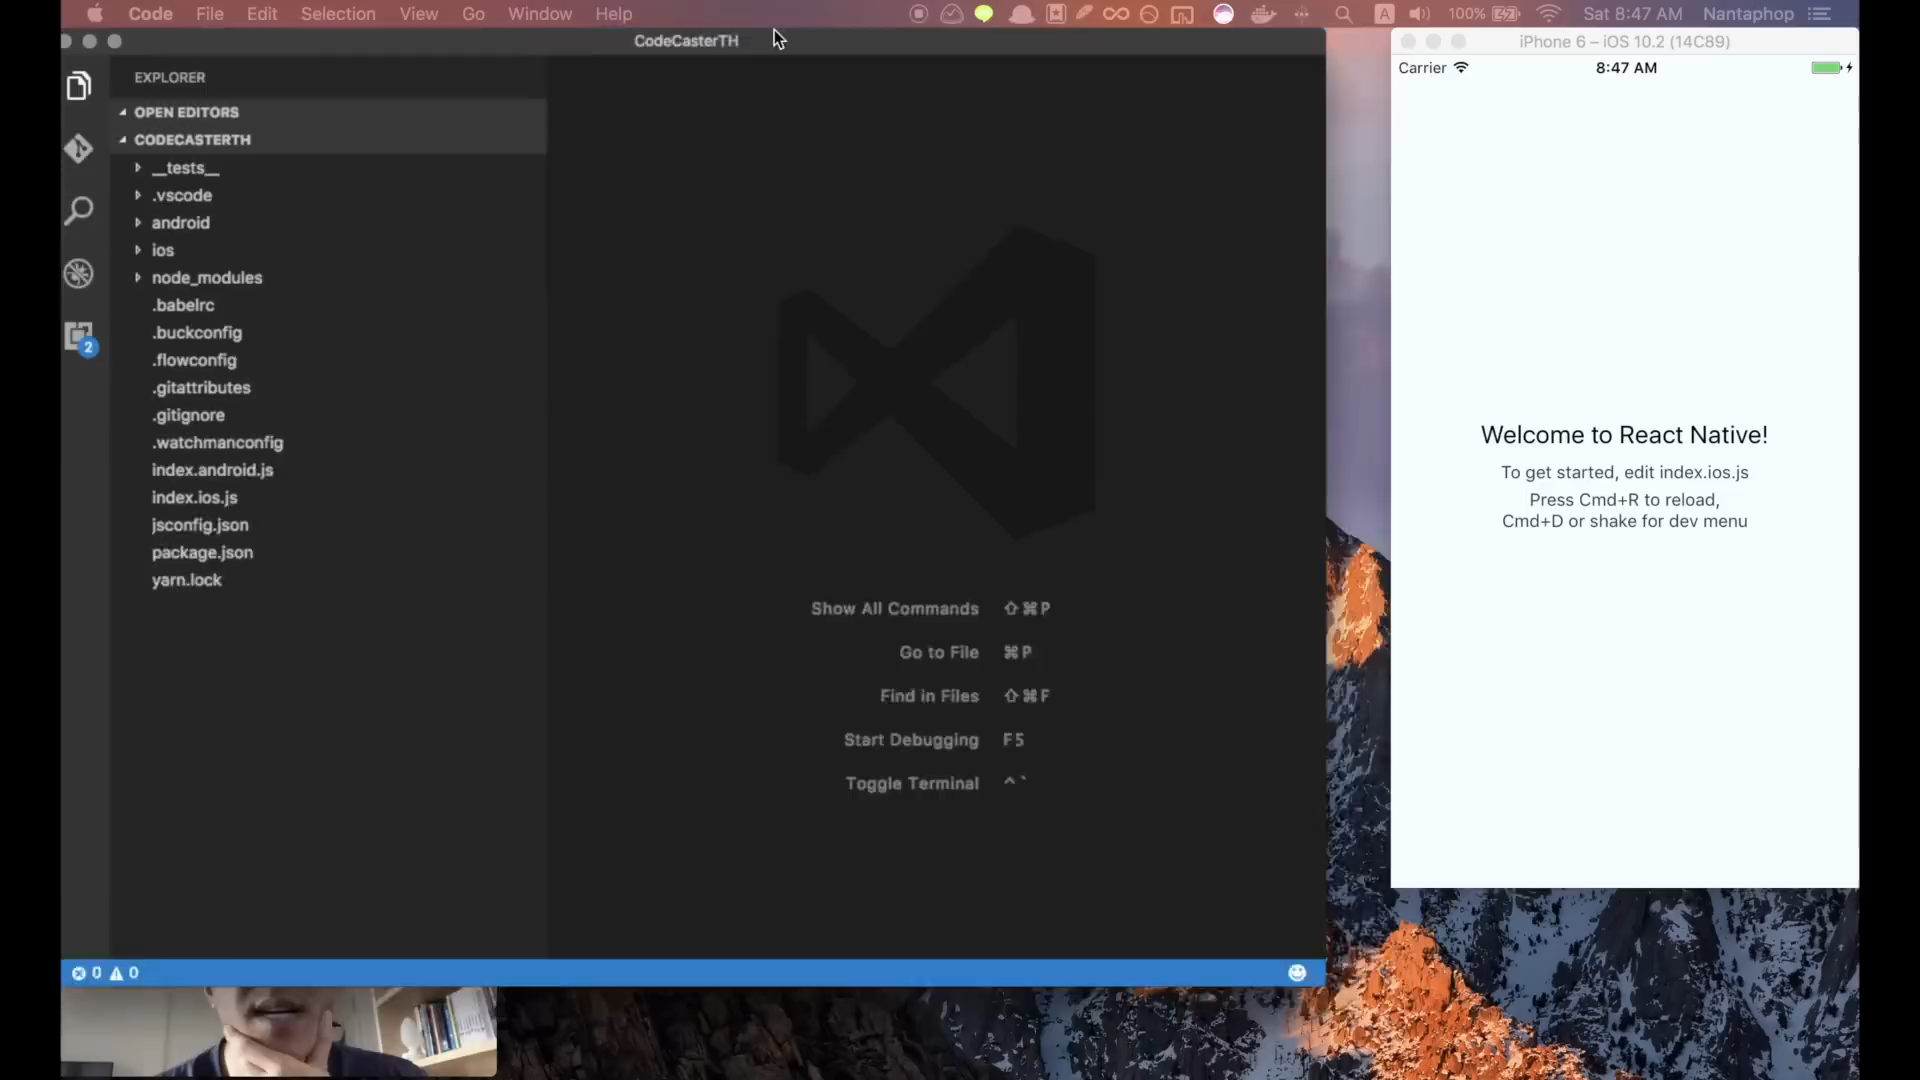 Code File Edit Selection View Go Window Help
A 100% Sat 8:47 AM Nantaphop
CodeCasterTH
EXPLORER
OPEN EDITORS
CODECASTERTH
__tests__
.vscode
android
ios
node_modules
.babelrc
.buckconfig
.flowconfig
.gitattributes
.gitignore
.watchmanconfig
index.android.js
index.ios.js
jsconfig.json
package.json
yarn.lock
2
Show All Commands ⇧⌘P
Go to File ⌘P
Find in Files ⇧⌘F
Start Debugging F5
Toggle Terminal ^`
0 0
iPhone 6 – iOS 10.2 (14C89)
Carrier 8:47 AM
Welcome to React Native!
To get started, edit index.ios.js
Press Cmd+R to reload,
Cmd+D or shake for dev menu